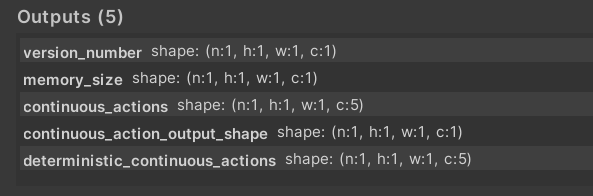 Outputs (5)
version_number shape: (n:1, h:1, w:1, c:1)
memory_size shape: (n:1, h:1, w:1, c:1)
continuous_actions shape: (n:1, h:1, w:1, c:5)
continuous_action_output_shape shape: (n:1, h:1, w:1, c:1)
deterministic_continuous_actions shape: (n:1, h:1, w:1, c:5)